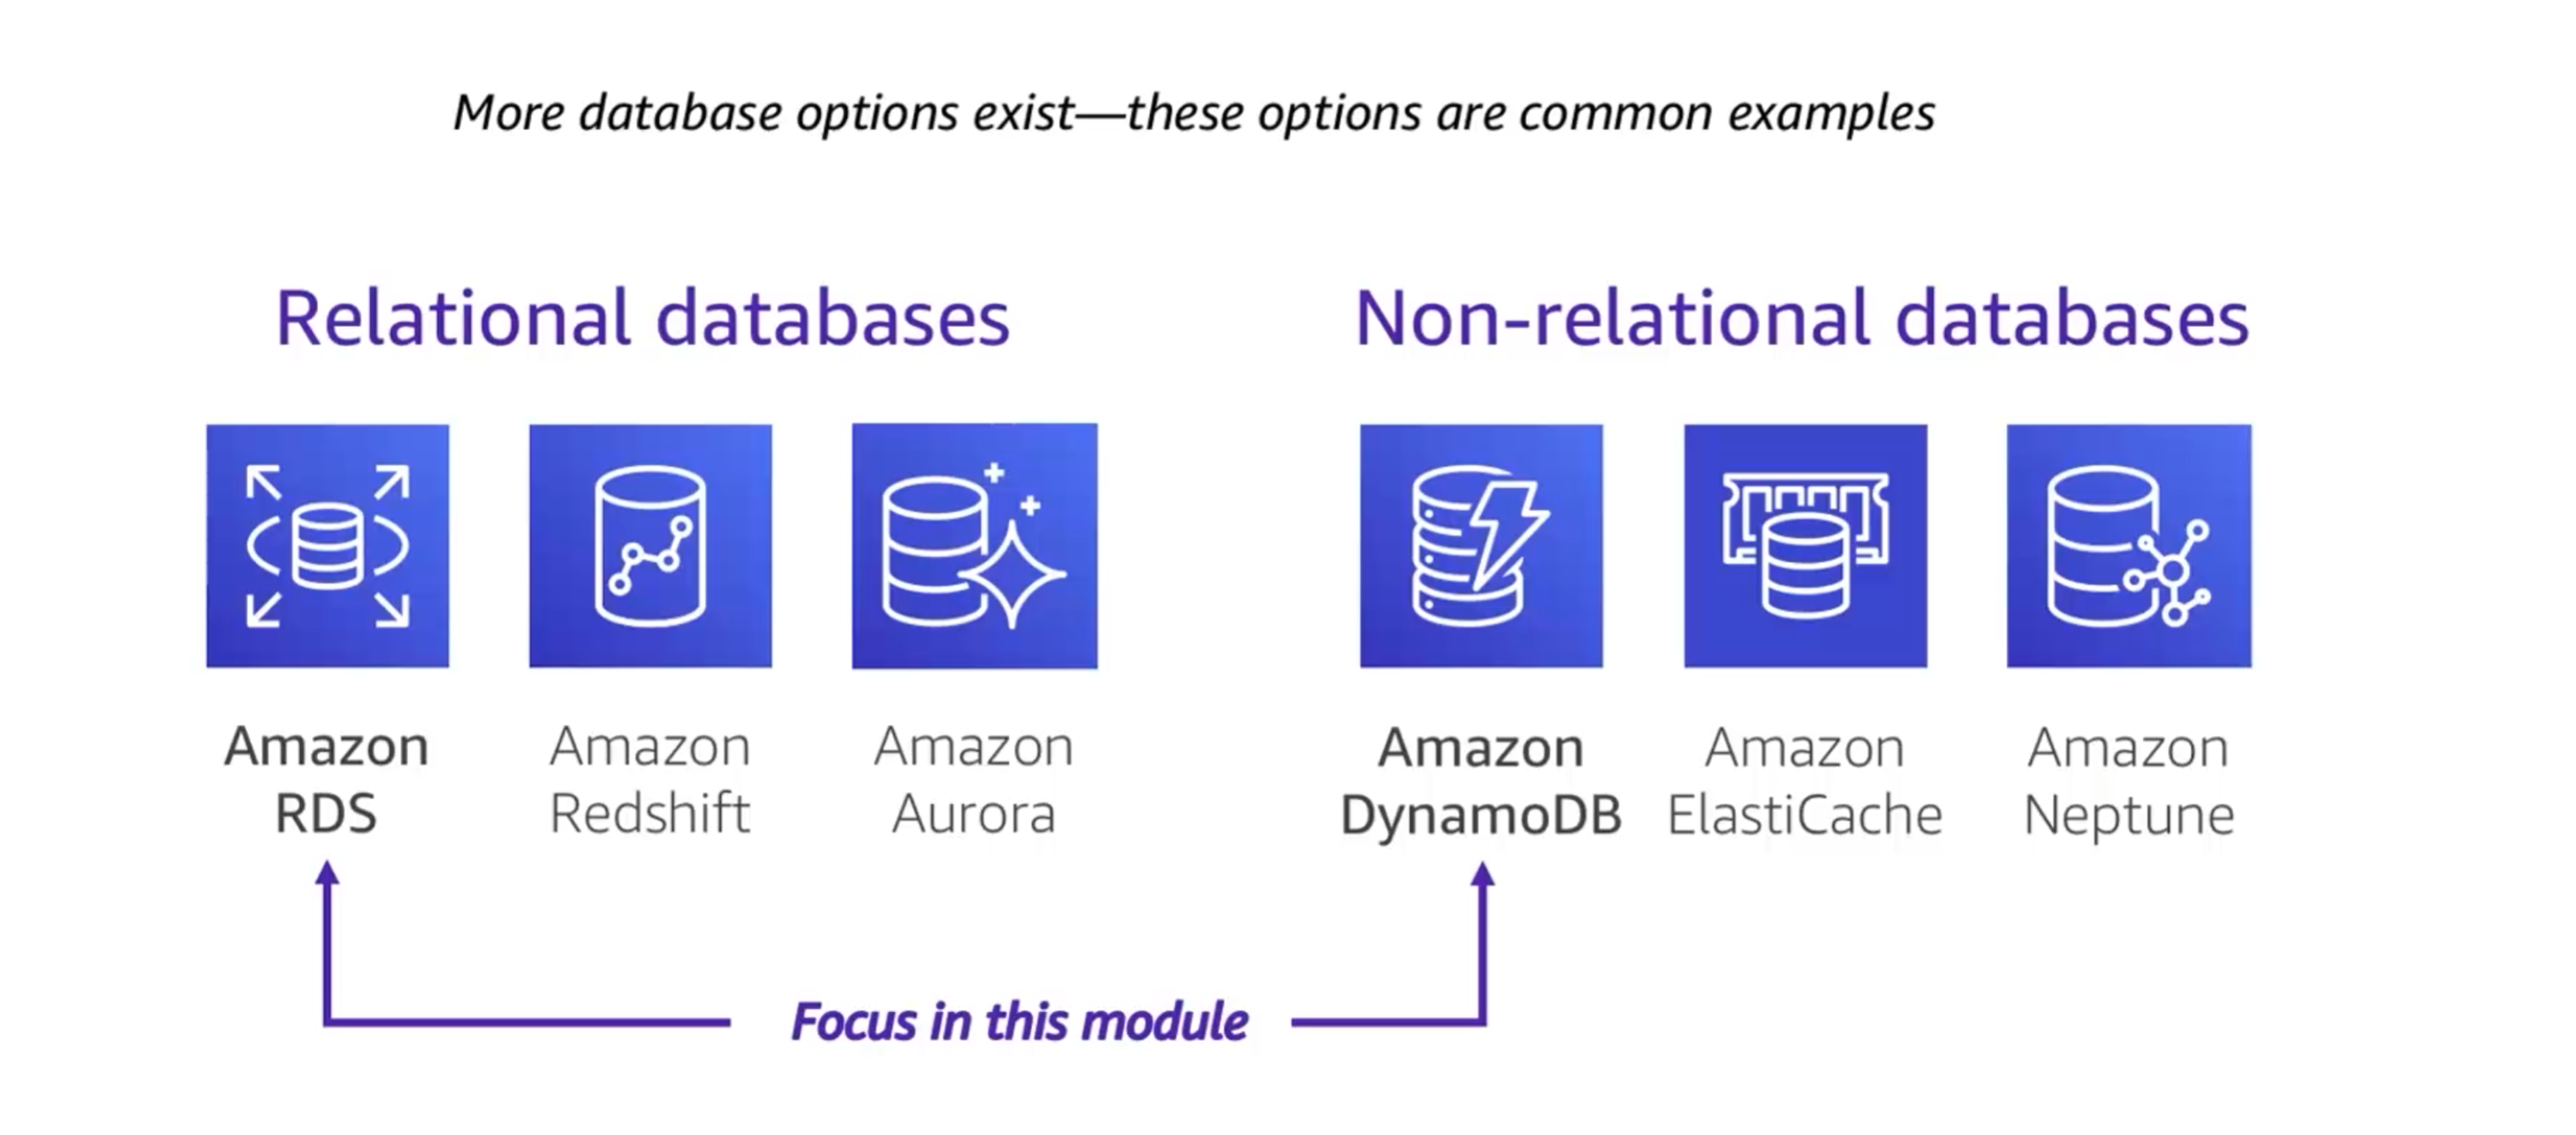 More database options exist—these options are common examples
Relational databases
Non-relational databases
Amazon
RDS
Amazon
Redshift
Amazon
Aurora
Amazon
DynamoDB
Amazon
ElastiCache
Amazon
Neptune
Focus in this module